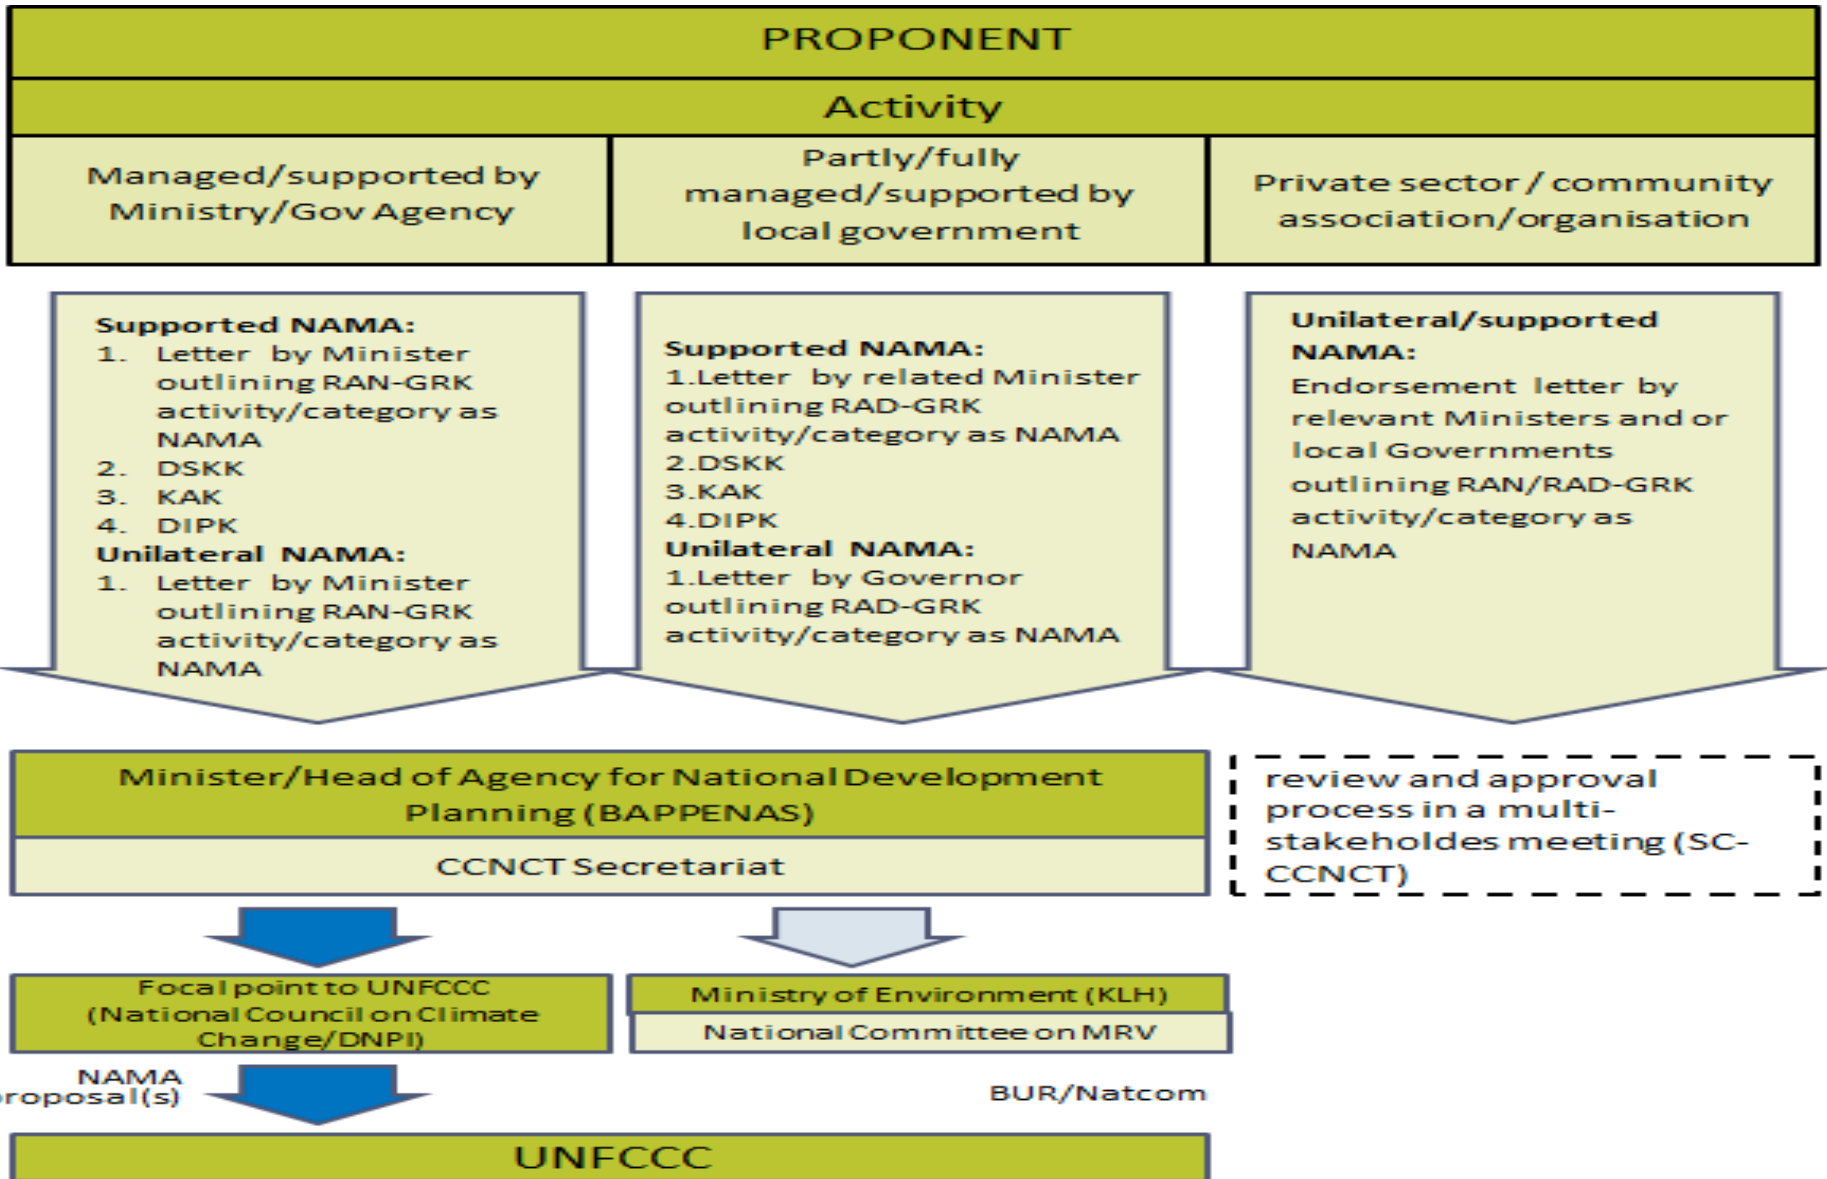 PROPONENT
Activity
Managed/supported by
Ministry/Gov Agency
Partly/fully
managed/supported by
local government
Private sector / community
association/organisation
Supported NAMA:
1. Letter by Minister
outlining RAN-GRK
activity/category as
NAMA
2. DSKK
3. KAK
4. DIPK
Unilateral NAMA:
1. Letter by Minister
outlining RAN-GRK
activity/category as
NAMA
Supported NAMA:
1.Letter by related Minister
outlining RAD-GRK
activity/category as NAMA
2.DSKK
3.KAK
4.DIPK
Unilateral NAMA:
1.Letter by Governor
outlining RAD-GRK
activity/category as NAMA
Unilateral/supported
NAMA:
Endorsement letter by
relevant Ministers and or
local Governments
outlining RAN/RAD-GRK
activity/category as
NAMA
Minister/Head of Agency for National Development
Planning (BAPPENAS)
CCNCT Secretariat
review and approval
process in a multi-
stakeholdes meeting (SC-
CCNCT)
Focal point to UNFCCC
(National Council on Climate
Change/DNPI)
Ministry of Environment (KLH)
National Committee on MRV
NAMA
proposal(s)
BUR/Natcom
UNFCCC